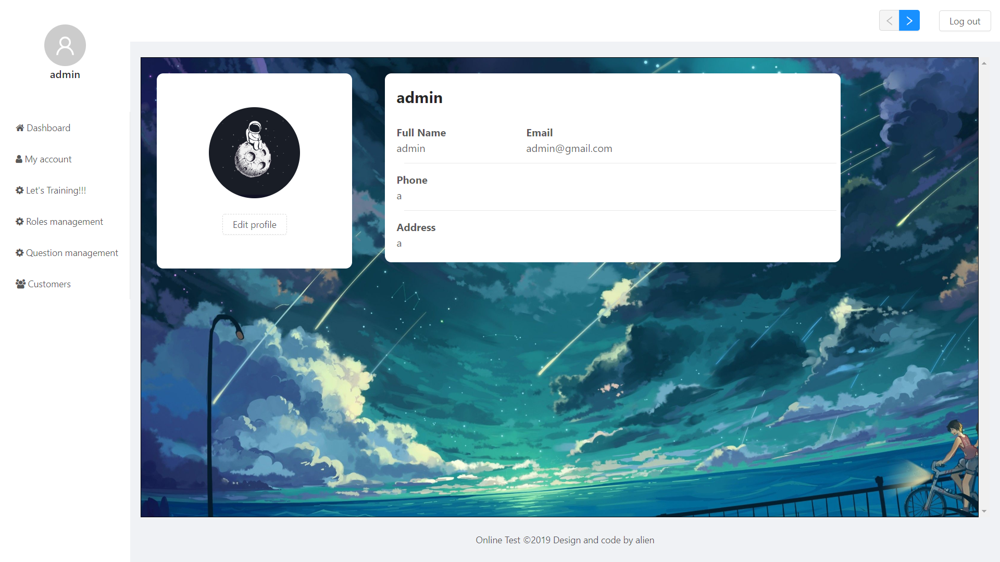 Log out
admin
Dashboard
My account
Let's Training!!!
Roles management
Question management
Customers
Edit profile
admin
Full Name
admin
Email
admin@gmail.com
Phone
a
Address
a
Online Test ©2019 Design and code by alien